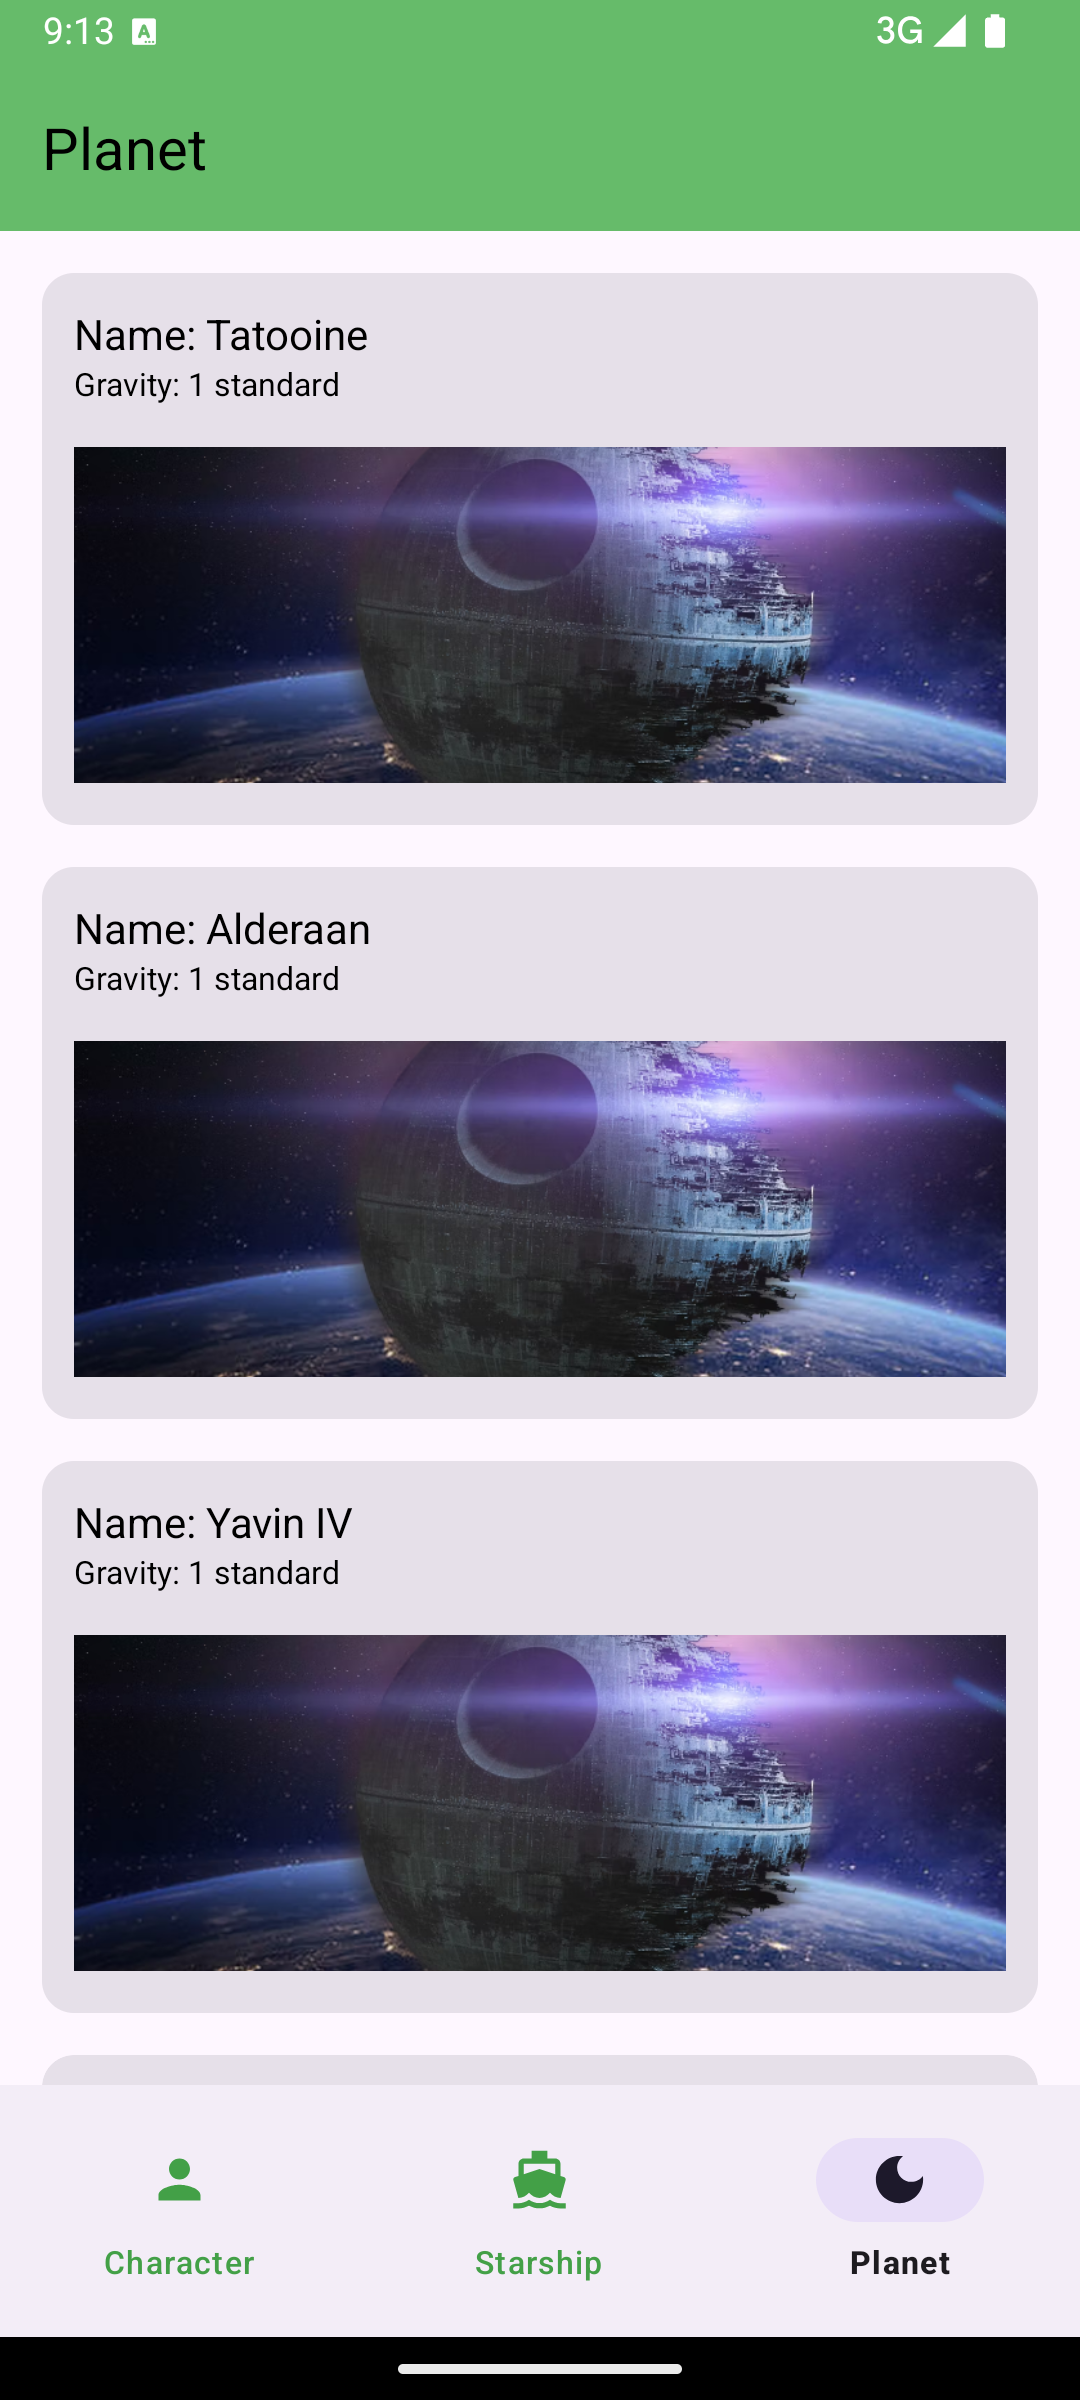 9:13 A 3G
Planet
Name: Tatooine
Gravity: 1 standard
Name: Alderaan
Gravity: 1 standard
Name: Yavin IV
Gravity: 1 standard
Character Starship Planet